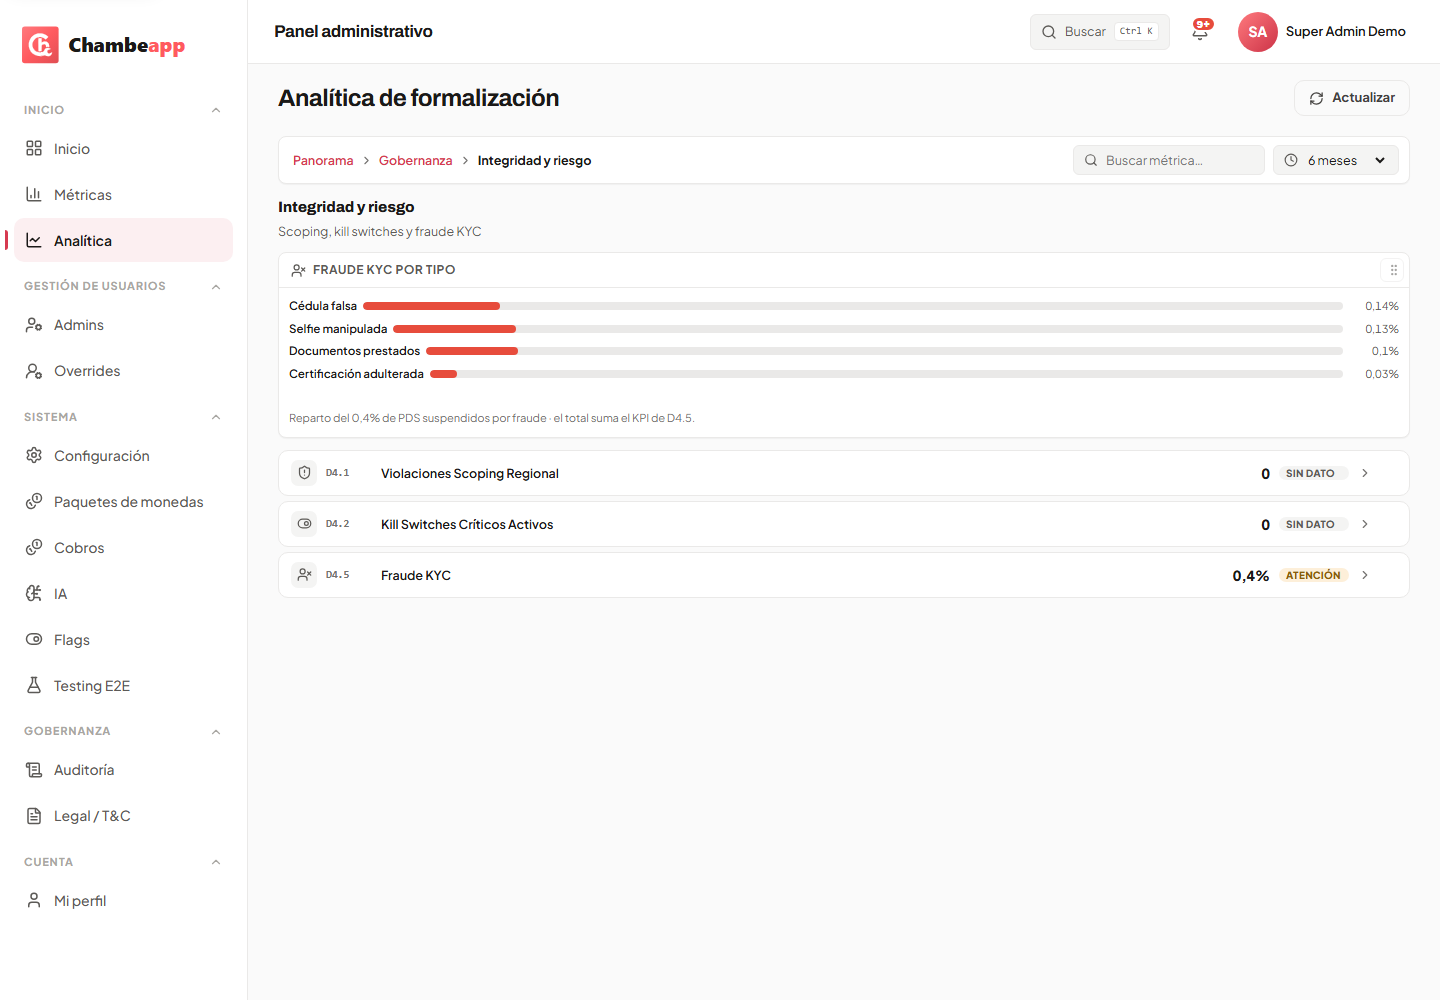 Chambeapp
Panel administrativo
Buscar Ctrl K
9+
SA
Super Admin Demo
INICIO
Inicio
Métricas
Analítica
GESTIÓN DE USUARIOS
Admins
Overrides
SISTEMA
Configuración
Paquetes de monedas
Cobros
IA
Flags
Testing E2E
GOBERNANZA
Auditoría
Legal / T&C
CUENTA
Mi perfil
Analítica de formalización
Actualizar
Panorama > Gobernanza > Integridad y riesgo
Buscar métrica...
6 meses
Integridad y riesgo
Scoping, kill switches y fraude KYC
FRAUDE KYC POR TIPO
Cédula falsa 0,14%
Selfie manipulada 0,13%
Documentos prestados 0,1%
Certificación adulterada 0,03%
Reparto del 0,4% de PDS suspendidos por fraude · el total suma el KPI de D4.5.
D4.1 Violaciones Scoping Regional 0 SIN DATO
D4.2 Kill Switches Críticos Activos 0 SIN DATO
D4.5 Fraude KYC 0,4% ATENCIÓN